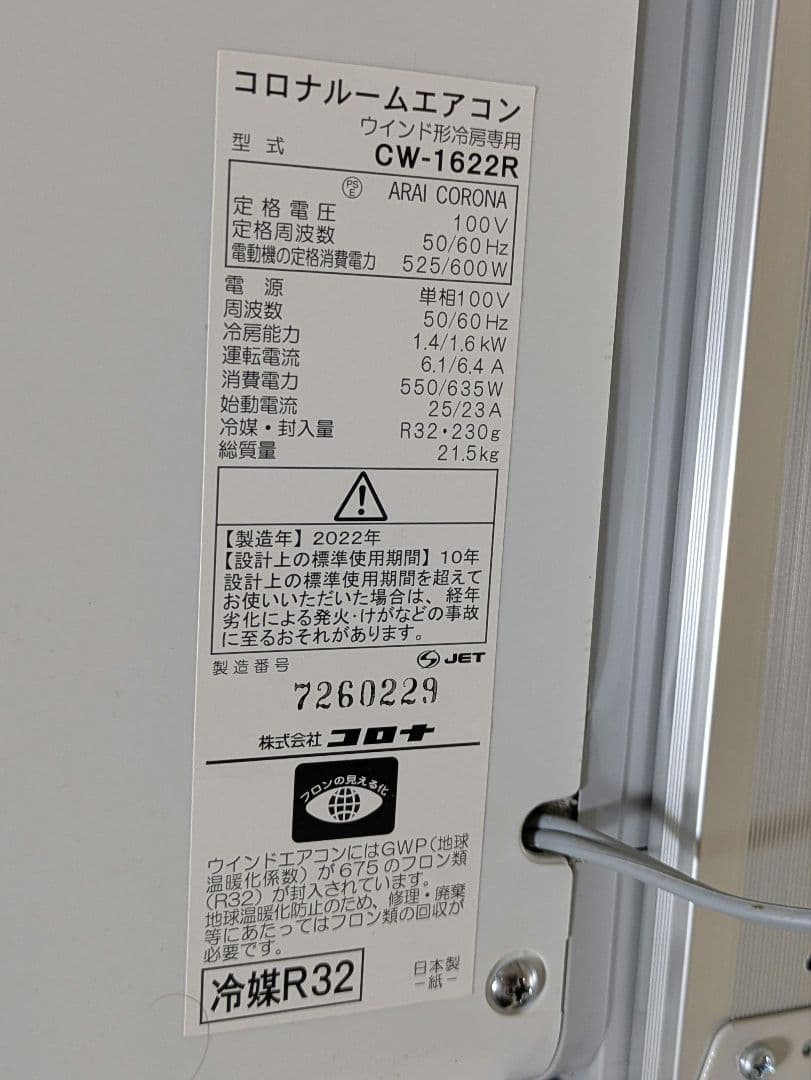 コロナルームエアコン
ウインド形冷房専用
型式 CW-1622R
PSE ARAI CORONA
定格電圧 100V
定格周波数 50/60Hz
電動機の定格消費電力 525/600W
電源 単相100V
周波数 50/60Hz
冷房能力 1.4/1.6kW
運転電流 6.1/6.4A
消費電力 550/635W
始動電流 25/23A
冷媒・封入量 R32・230g
総質量 21.5kg
【製造年】2022年
【設計上の標準使用期間】10年
設計上の標準使用期間を超えて
お使いいただいた場合は、経年
劣化による発火・けがなどの事故
に至るおそれがあります。
製造番号 JET
7260229
株式会社コロナ
フロンの見える化
ウインドエアコンにはGWP(地球
温暖化係数)が675のフロン類
(R32)が封入されています。
地球温暖化防止のため、修理・廃棄
等にあたってはフロン類の回収が
必要です。
冷媒R32
日本製
-紙-